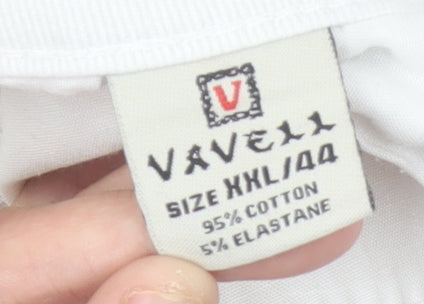 V
VAVELL
SIZE XXL/44
95% COTTON
5% ELASTANE